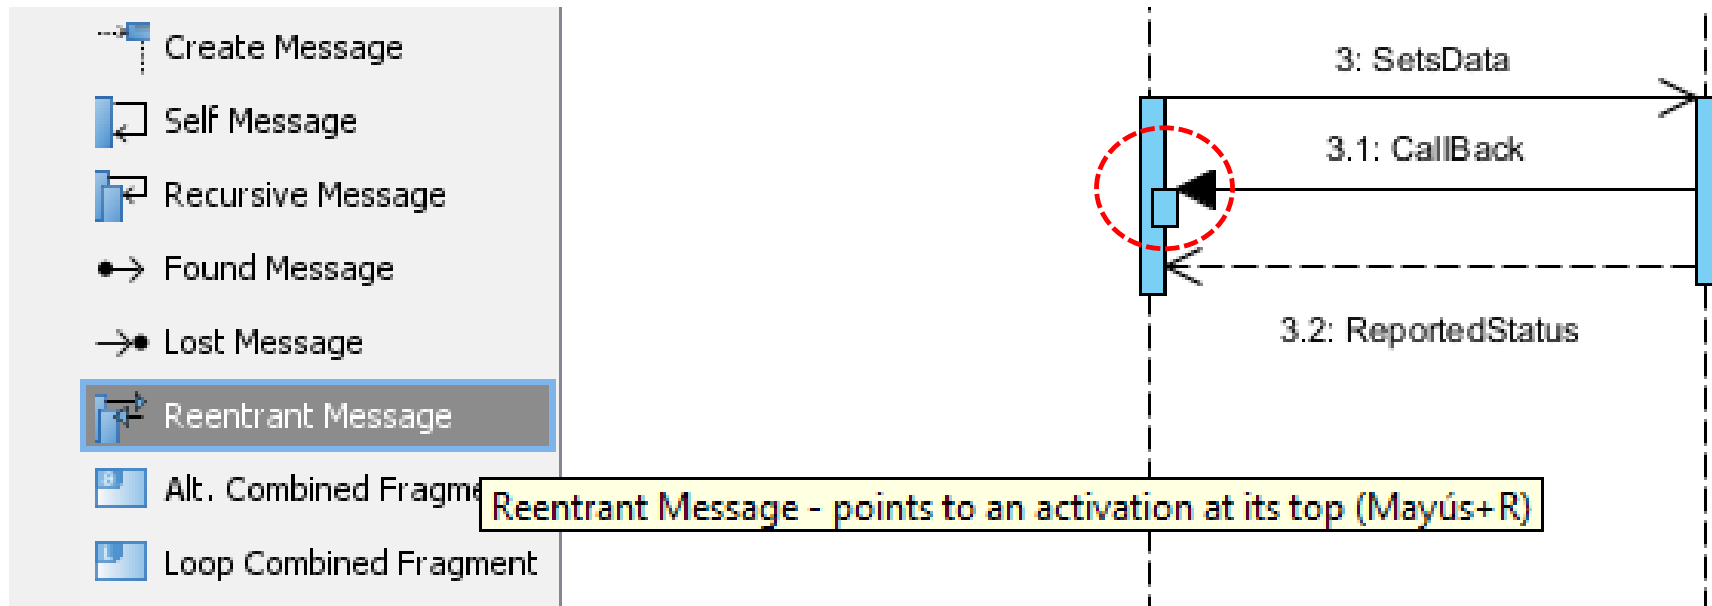 Create Message
Self Message
Recursive Message
Found Message
Lost Message
Reentrant Message
Alt. Combined Fragme
Loop Combined Fragment
Reentrant Message - points to an activation at its top (Mayús+R)
3: SetsData
3.1: CallBack
3.2: ReportedStatus